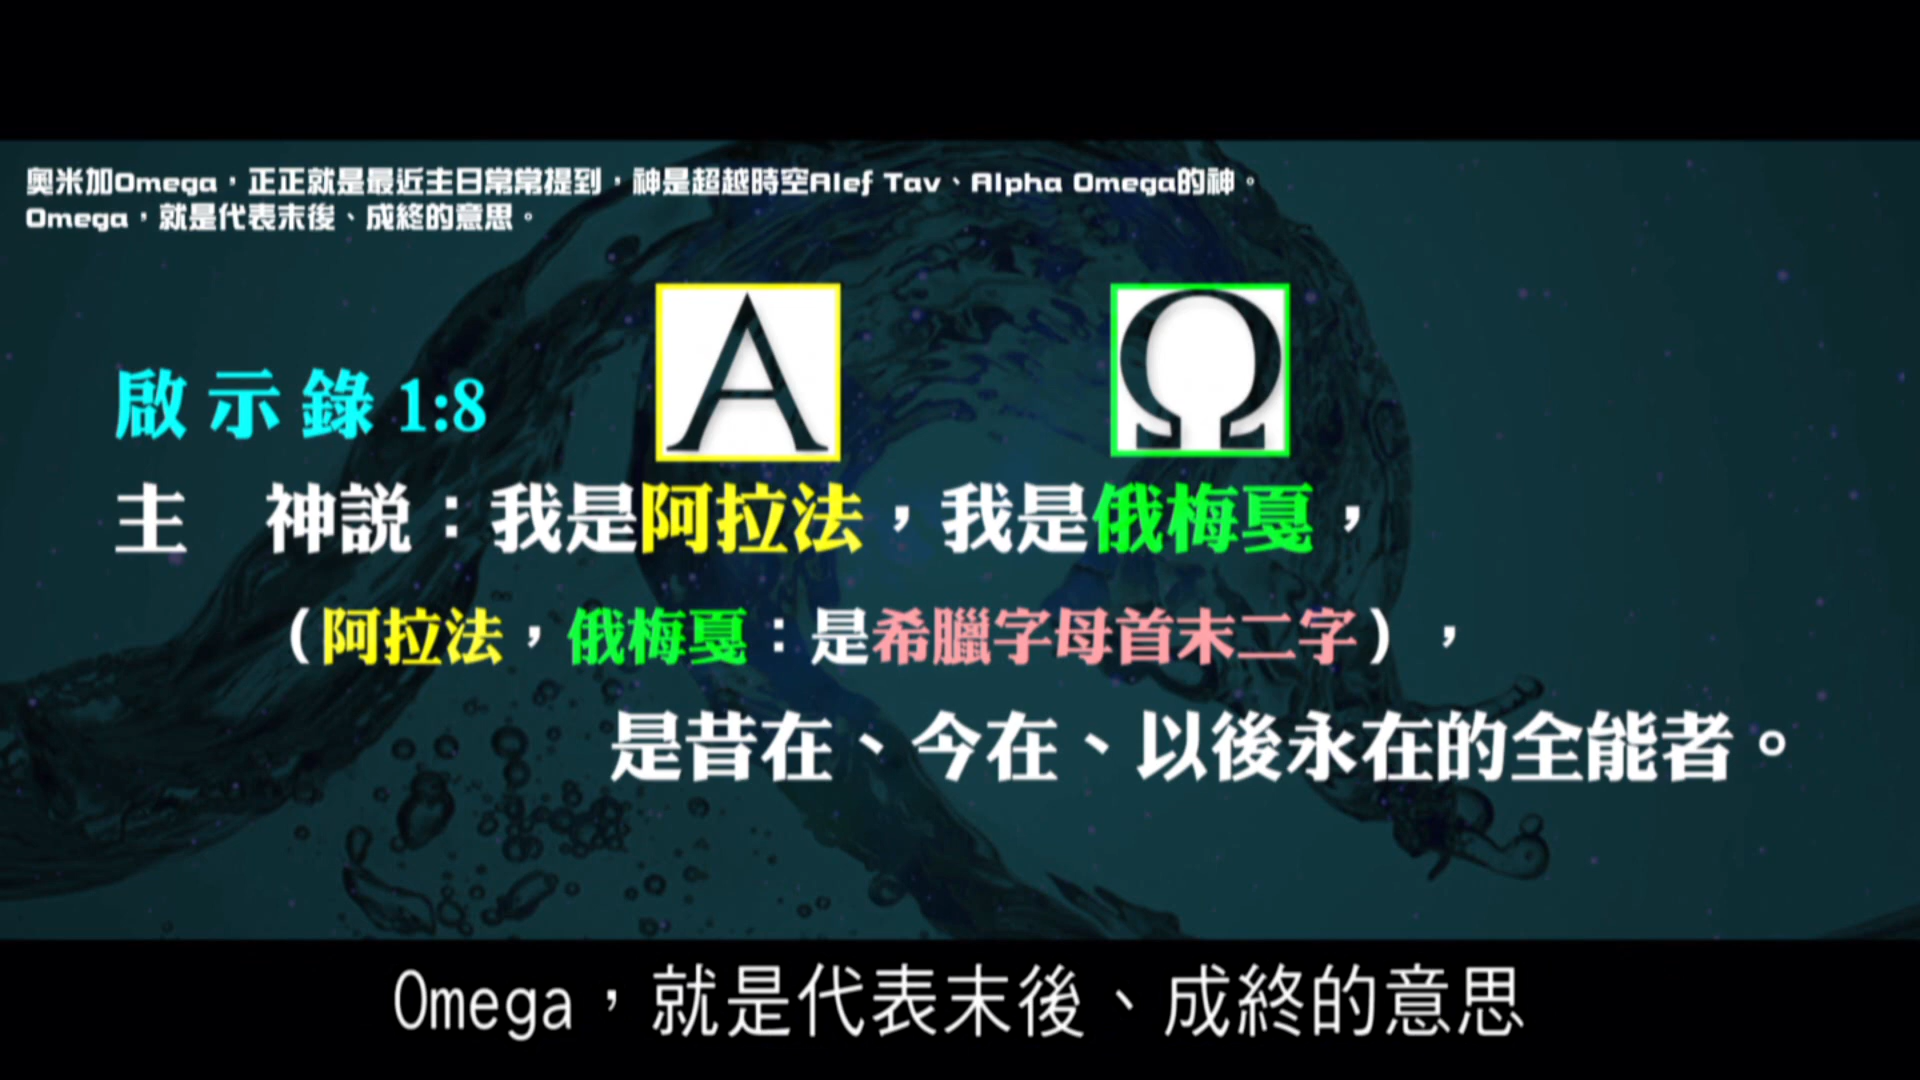 奧米加Omega，正正就是最近主日常常提到，神是超越時空Alef Tav、Alpha Omega的神。
Omega，就是代表末後、成終的意思。
Α Ω
啟示錄 1:8
主　神説：我是阿拉法，我是俄梅戛，
（阿拉法，俄梅戛：是希臘字母首末二字），
是昔在、今在、以後永在的全能者。
Omega，就是代表末後、成終的意思